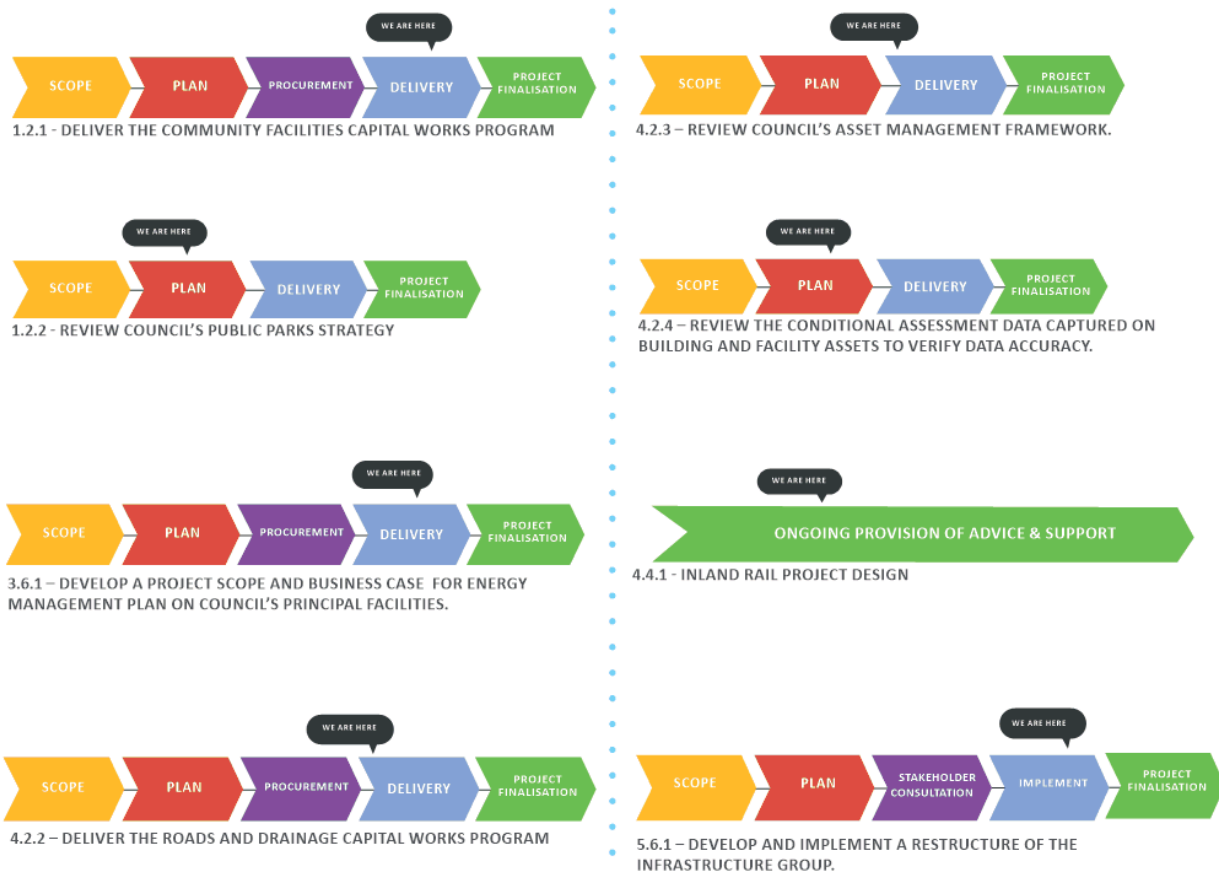 WE ARE HERE
SCOPE
PLAN
PROCUREMENT
DELIVERY
PROJECT
FINALISATION
1.2.1 - DELIVER THE COMMUNITY FACILITIES CAPITAL WORKS PROGRAM
WE ARE HERE
SCOPE
PLAN
DELIVERY
PROJECT
FINALISATION
1.2.2 - REVIEW COUNCIL'S PUBLIC PARKS STRATEGY
WE ARE HERE
SCOPE
PLAN
PROCUREMENT
DELIVERY
PROJECT
FINALISATION
3.6.1 – DEVELOP A PROJECT SCOPE AND BUSINESS CASE FOR ENERGY
MANAGEMENT PLAN ON COUNCIL'S PRINCIPAL FACILITIES.
WE ARE HERE
SCOPE
PLAN
PROCUREMENT
DELIVERY
PROJECT
FINALISATION
4.2.2 – DELIVER THE ROADS AND DRAINAGE CAPITAL WORKS PROGRAM
WE ARE HERE
SCOPE
PLAN
DELIVERY
PROJECT
FINALISATION
4.2.3 – REVIEW COUNCIL'S ASSET MANAGEMENT FRAMEWORK.
WE ARE HERE
SCOPE
PLAN
DELIVERY
PROJECT
FINALISATION
4.2.4 – REVIEW THE CONDITIONAL ASSESSMENT DATA CAPTURED ON
BUILDING AND FACILITY ASSETS TO VERIFY DATA ACCURACY.
WE ARE HERE
ONGOING PROVISION OF ADVICE & SUPPORT
4.4.1 - INLAND RAIL PROJECT DESIGN
WE ARE HERE
SCOPE
PLAN
STAKEHOLDER
CONSULTATION
IMPLEMENT
PROJECT
FINALISATION
5.6.1 – DEVELOP AND IMPLEMENT A RESTRUCTURE OF THE
INFRASTRUCTURE GROUP.